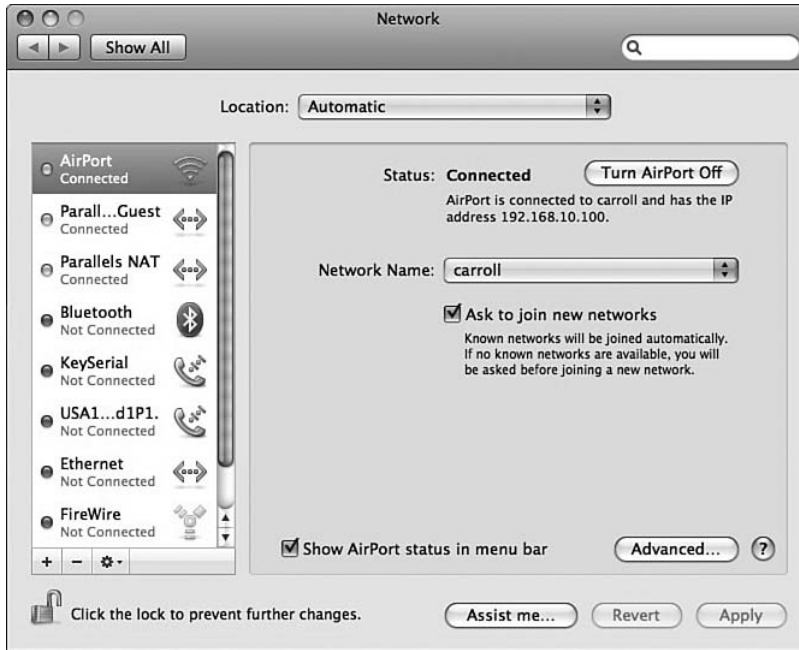 Network
Show All
Location: Automatic
AirPort
Connected
Parall...Guest
Connected
Parallels NAT
Connected
Bluetooth
Not Connected
KeySerial
Not Connected
USA1...d1P1.
Not Connected
Ethernet
Not Connected
FireWire
Not Connected
Status: Connected
Turn AirPort Off
AirPort is connected to carroll and has the IP
address 192.168.10.100.
Network Name: carroll
Ask to join new networks
Known networks will be joined automatically.
If no known networks are available, you will
be asked before joining a new network.
Show AirPort status in menu bar
Advanced... ?
Click the lock to prevent further changes.
Assist me... Revert Apply